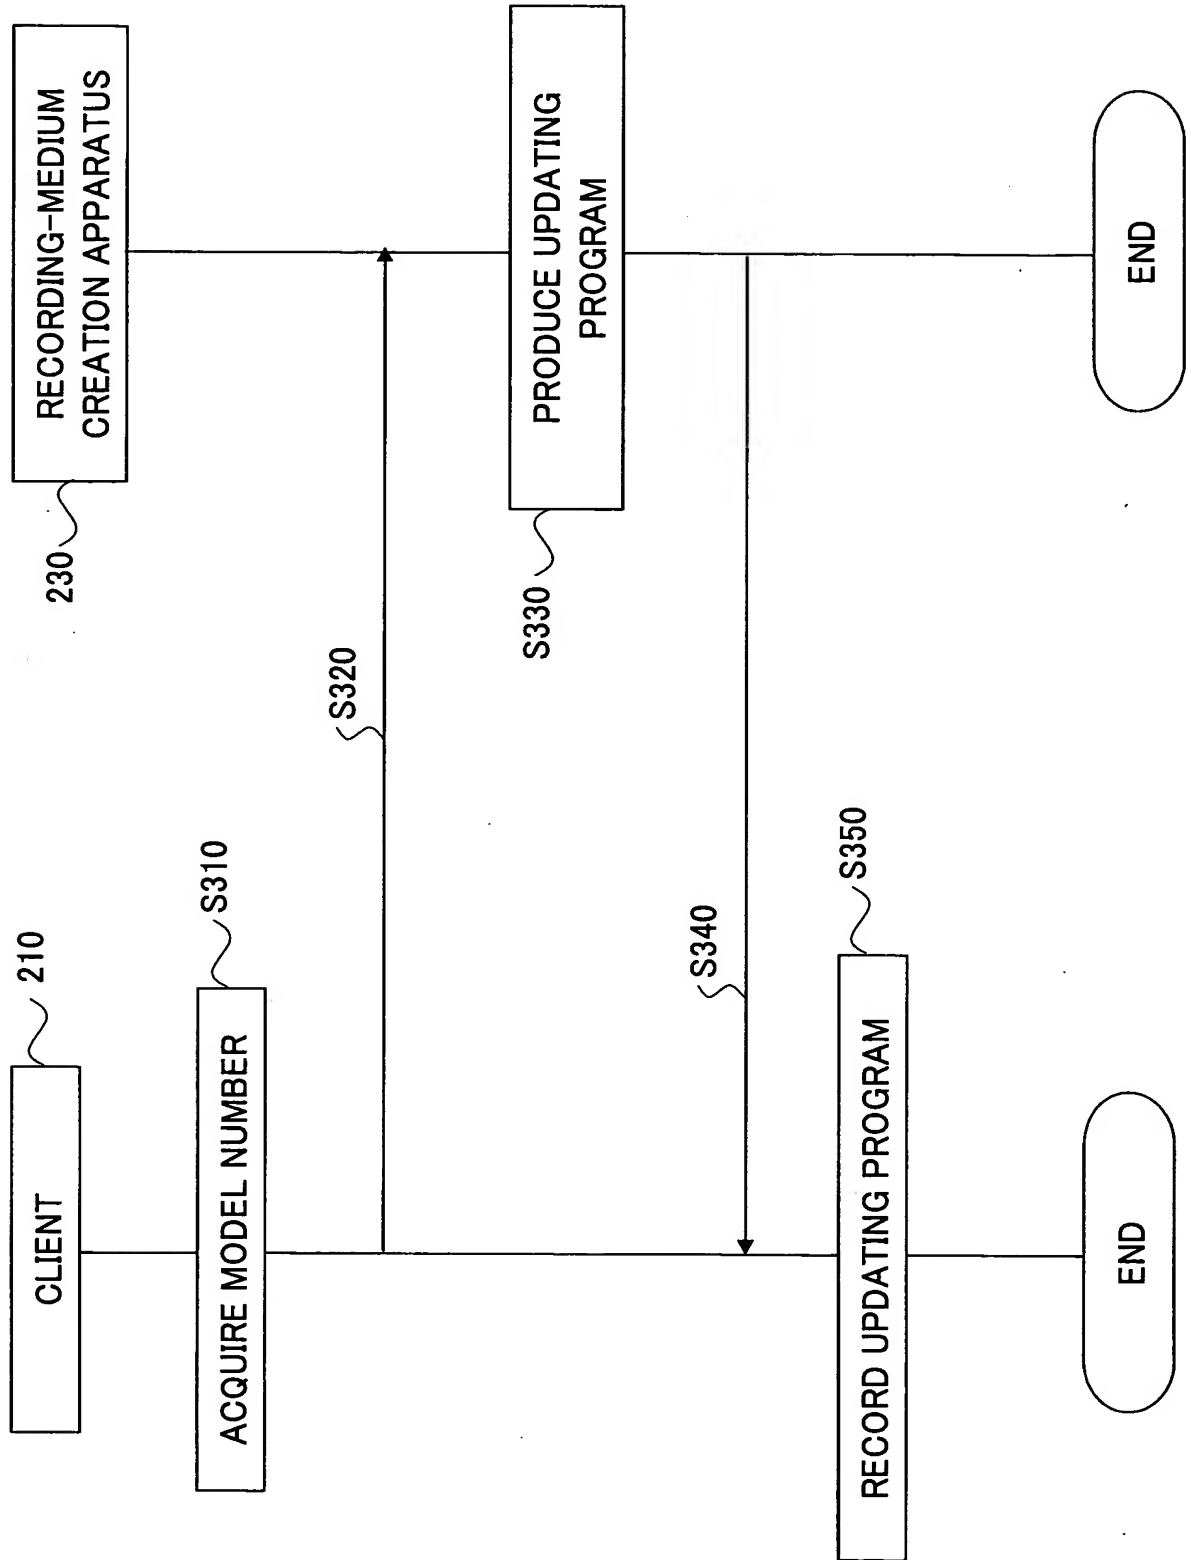 CLIENT
210
RECORDING-MEDIUM
CREATION APPARATUS
230
ACQUIRE MODEL NUMBER
S310
S320
PRODUCE UPDATING
PROGRAM
S330
S340
RECORD UPDATING PROGRAM
S350
END
END